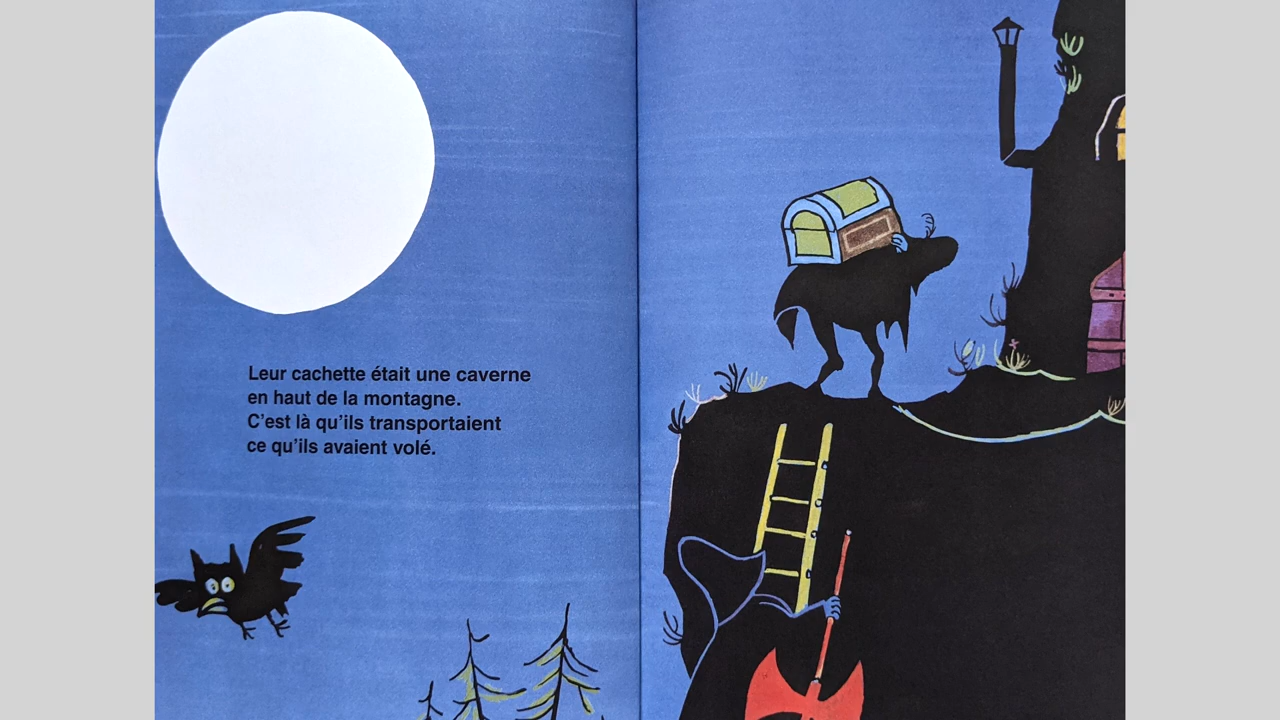 Leur cachette était une caverne
en haut de la montagne.
C'est là qu'ils transportaient
ce qu'ils avaient volé.